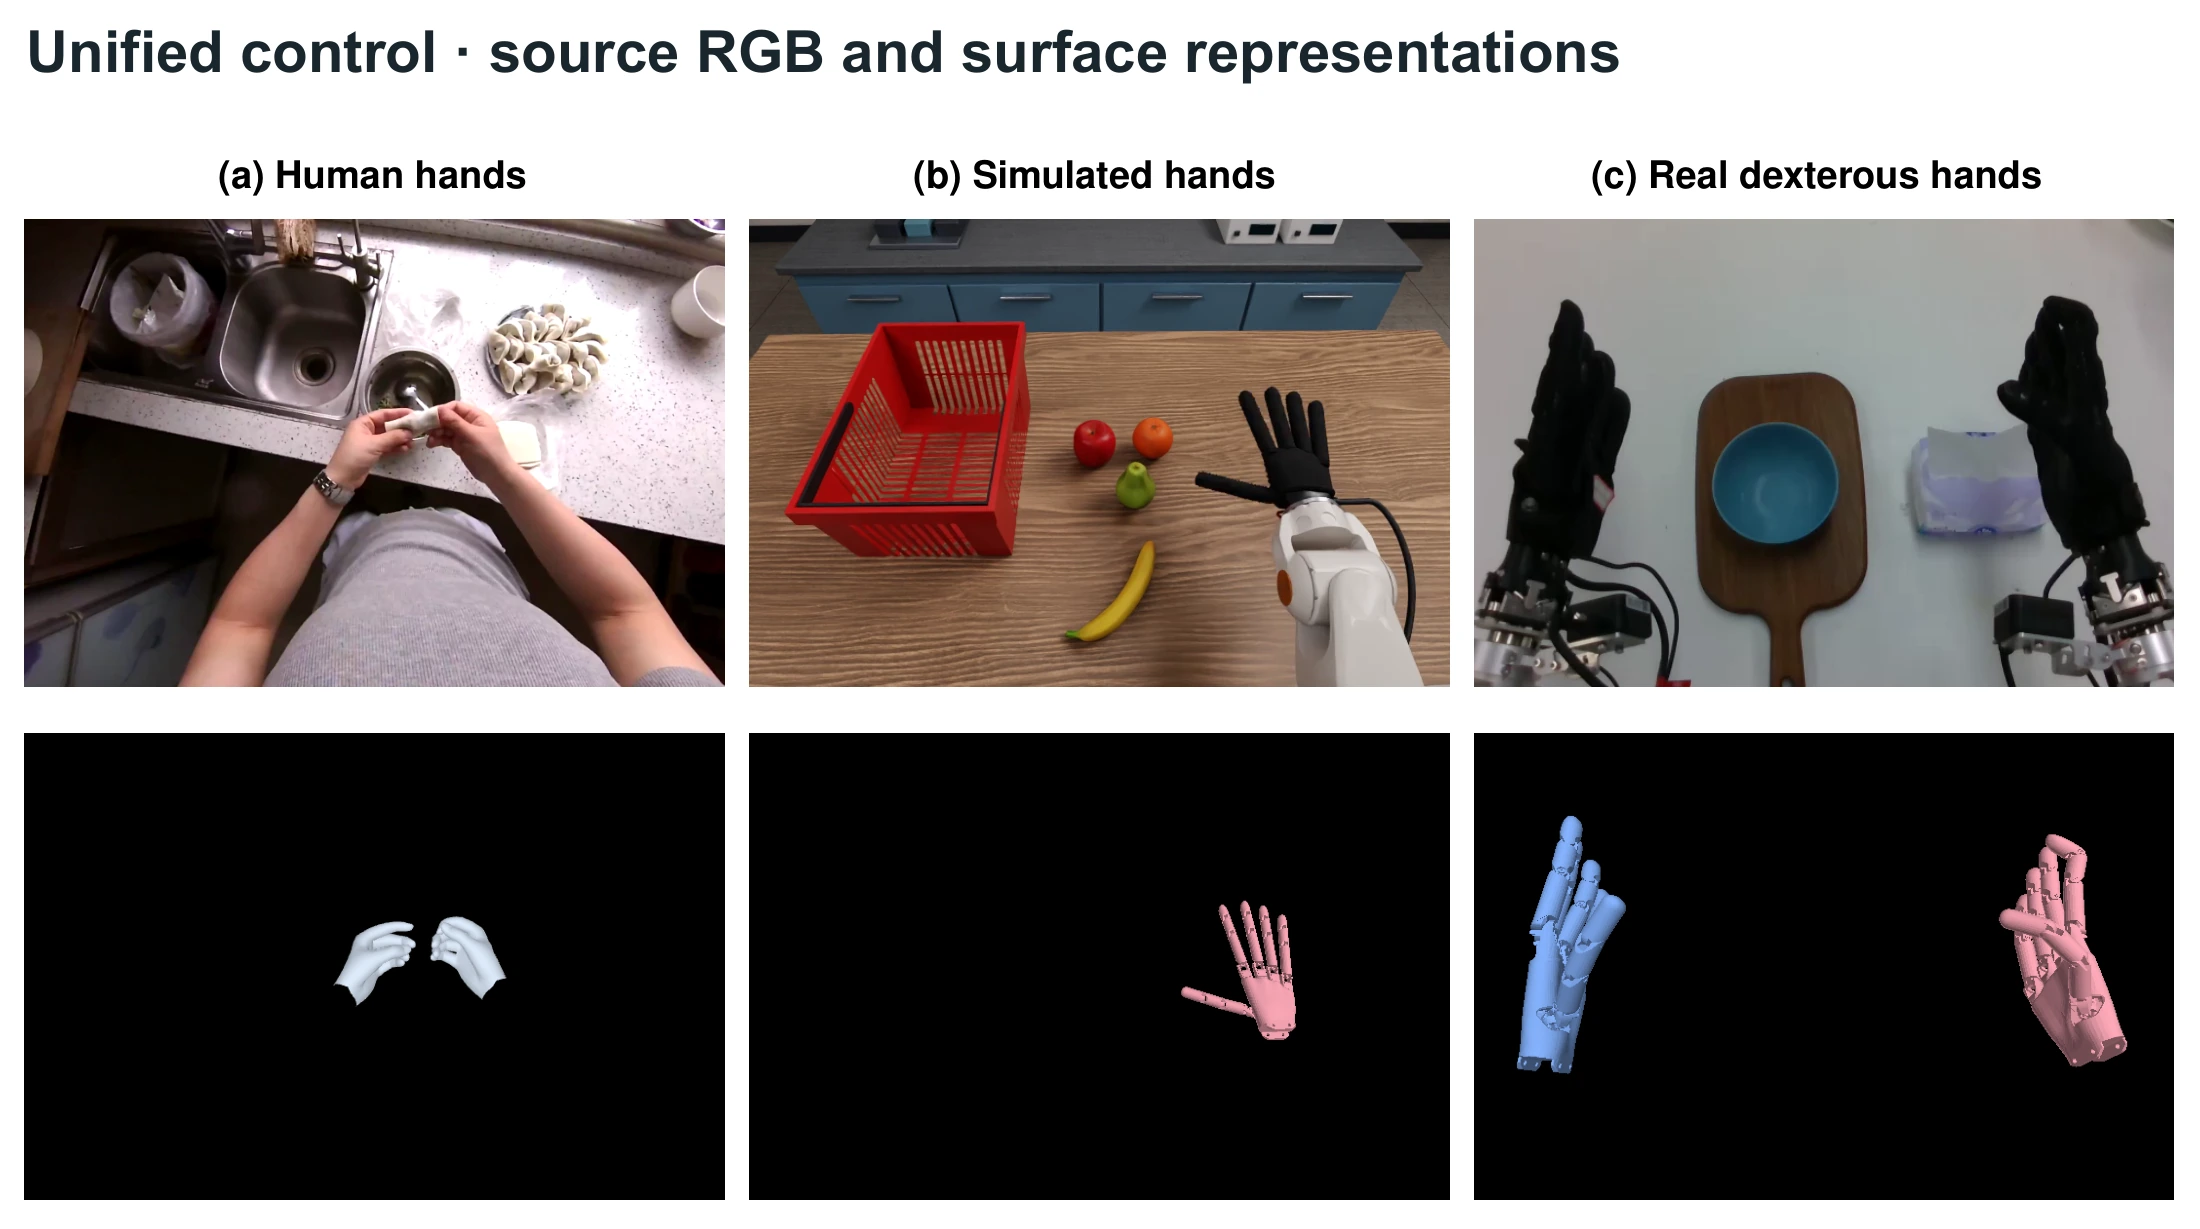 Unified control · source RGB and surface representations
(a) Human hands
(b) Simulated hands
(c) Real dexterous hands